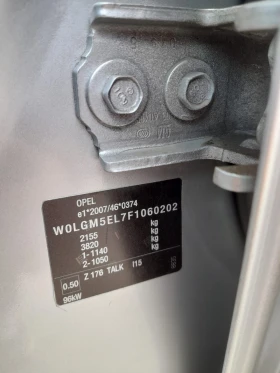 OPEL
e1*2007/46*0374
W0LGM5EL7F1060202
2155 kg
3820 kg
1-1140 kg
2-1050 kg
0.50 Z 176 TALK I15
96kW